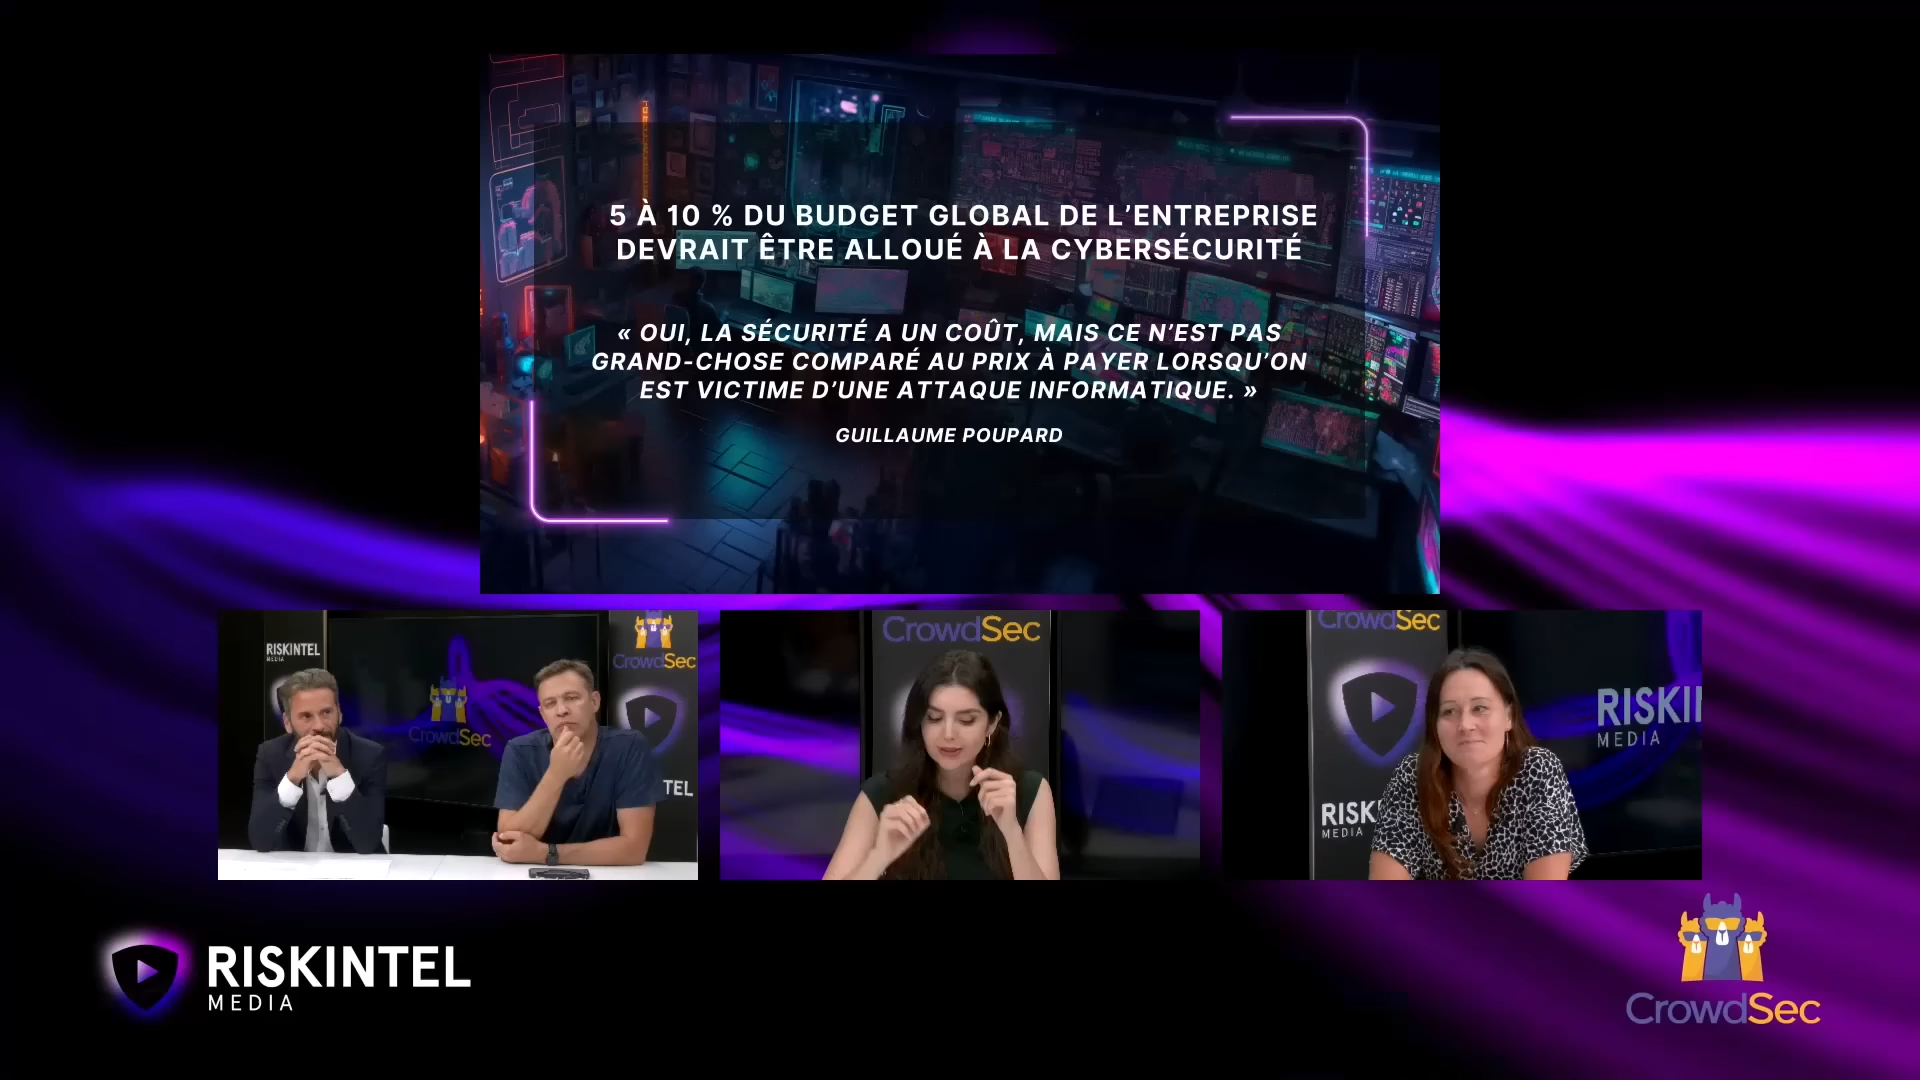 5 À 10 % DU BUDGET GLOBAL DE L’ENTREPRISE
DEVRAIT ÊTRE ALLOUÉ À LA CYBERSÉCURITÉ
« OUI, LA SÉCURITÉ A UN COÛT, MAIS CE N’EST PAS
GRAND-CHOSE COMPARÉ AU PRIX À PAYER LORSQU’ON
EST VICTIME D’UNE ATTAQUE INFORMATIQUE. »
GUILLAUME POUPARD
RISKINTEL
MEDIA
CrowdSec
CrowdSec
TEL
CrowdSec
CrowdSec
RISKI
MEDIA
RISK
MEDIA
RISKINTEL
MEDIA
CrowdSec